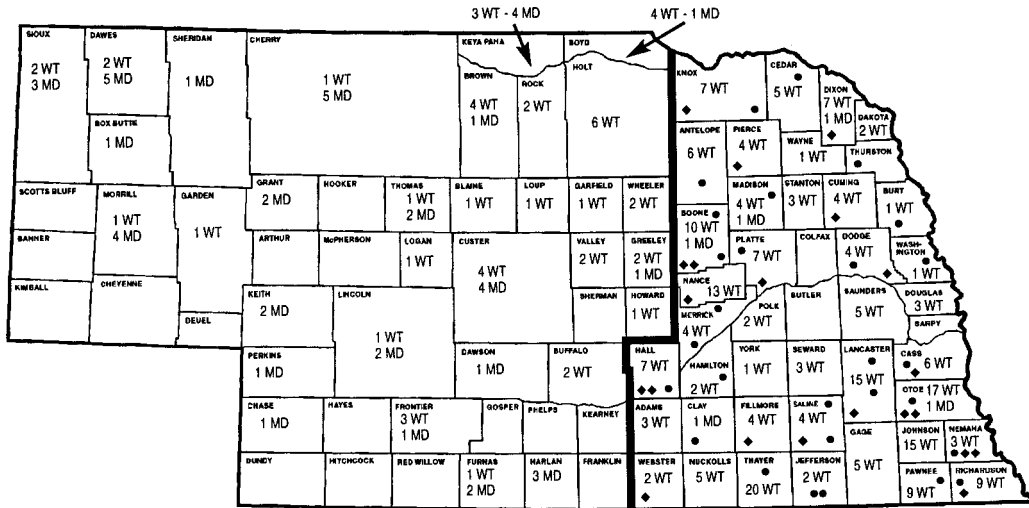 3 WT - 4 MD
4 WT - 1 MD
SIOUX
2 WT
3 MD
DAWES
2 WT
5 MD
SHERIDAN
1 MD
CHERRY
1 WT
5 MD
KEYA PAHA
BOYD
BROWN
4 WT
1 MD
ROCK
2 WT
HOLT
6 WT
KNOX
7 WT
CEDAR
5 WT
DIXON
7 WT
1 MD
DAKOTA
2 WT
BOX BUTTE
1 MD
ANTELOPE
6 WT
PIERCE
4 WT
WAYNE
1 WT
THURSTON
SCOTTS BLUFF
MORRILL
1 WT
4 MD
GARDEN
1 WT
GRANT
2 MD
HOOKER
THOMAS
1 WT
2 MD
BLAINE
1 WT
LOUP
1 WT
GARFIELD
1 WT
WHEELER
2 WT
MADISON
4 WT
1 MD
STANTON
3 WT
CUMING
4 WT
BURT
1 WT
BOONE
10 WT
1 MD
BANNER
ARTHUR
McPHERSON
LOGAN
1 WT
CUSTER
4 WT
4 MD
VALLEY
2 WT
GREELEY
2 WT
1 MD
PLATTE
7 WT
COLFAX
DODGE
4 WT
WASH-
INGTON
1 WT
KIMBALL
CHEYENNE
DEUEL
KEITH
2 MD
LINCOLN
1 WT
2 MD
SHERMAN
HOWARD
1 WT
NANCE
13 WT
MERRICK
4 WT
POLK
2 WT
BUTLER
SAUNDERS
5 WT
DOUGLAS
3 WT
SARPY
PERKINS
1 MD
DAWSON
1 MD
BUFFALO
2 WT
HALL
7 WT
HAMILTON
2 WT
YORK
1 WT
SEWARD
3 WT
LANCASTER
15 WT
CASS
6 WT
OTOE
17 WT
1 MD
CHASE
1 MD
HAYES
FRONTIER
3 WT
1 MD
GOSPER
PHELPS
KEARNEY
ADAMS
3 WT
CLAY
1 MD
FILLMORE
4 WT
SALINE
4 WT
GAGE
5 WT
JOHNSON
15 WT
NEMAHA
3 WT
DUNDY
HITCHCOCK
RED WILLOW
FURNAS
1 WT
2 MD
HARLAN
3 MD
FRANKLIN
WEBSTER
2 WT
NUCKOLLS
5 WT
THAYER
20 WT
JEFFERSON
2 WT
PAWNEE
9 WT
RICHARDSON
9 WT